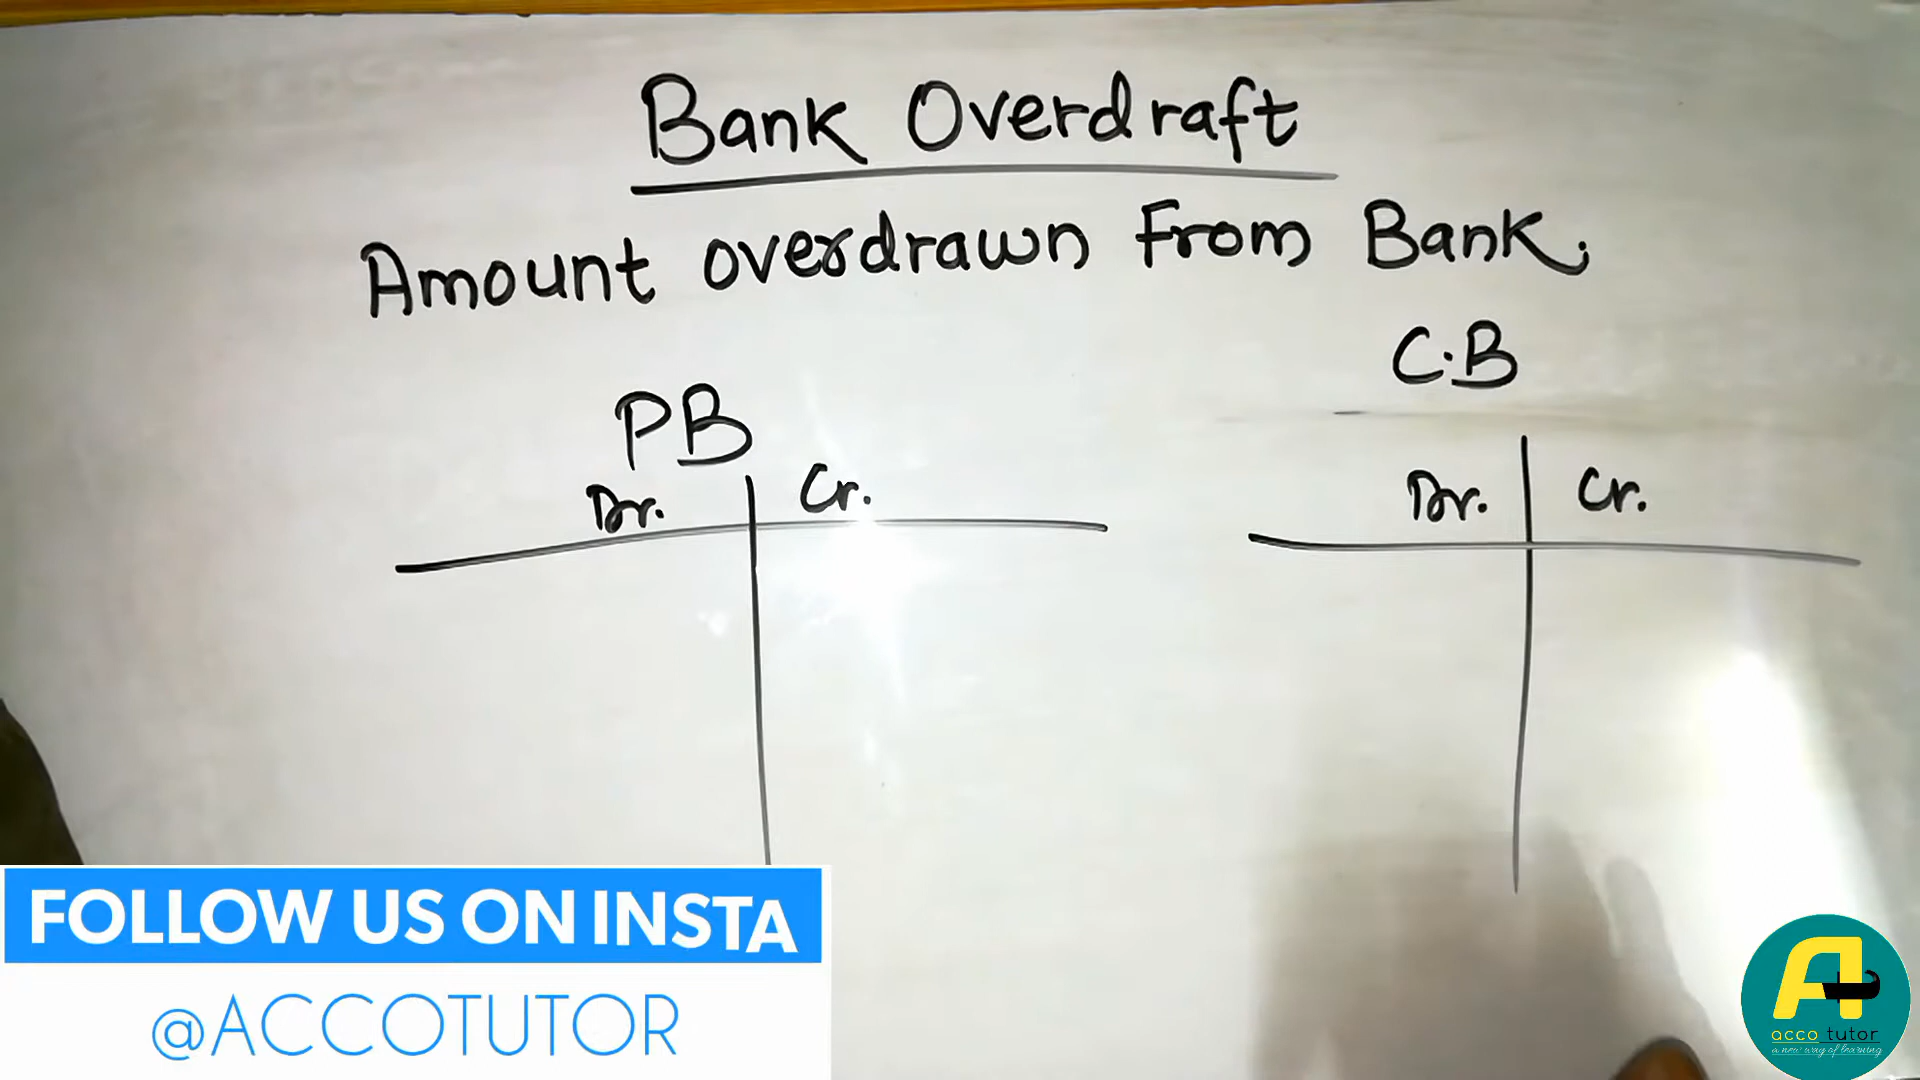 Bank Overdraft
Amount overdrawn From Bank.
C.B
PB
Dr. Cr.
Dr. Cr.
FOLLOW US ON INSTA
@ACCOTUTOR
A+
acco tutor
a new way of learning